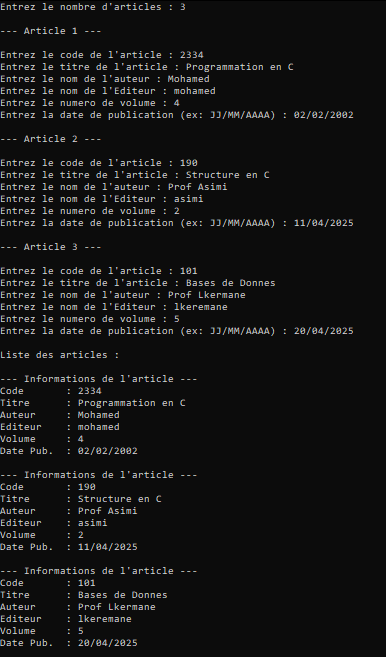 Entrez le nombre d'articles : 3
--- Article 1 ---
Entrez le code de l'article : 2334
Entrez le titre de l'article : Programmation en C
Entrez le nom de l'auteur : Mohamed
Entrez le nom de l'Editeur : mohamed
Entrez le numero de volume : 4
Entrez la date de publication (ex: JJ/MM/AAAA) : 02/02/2002
--- Article 2 ---
Entrez le code de l'article : 190
Entrez le titre de l'article : Structure en C
Entrez le nom de l'auteur : Prof Asimi
Entrez le nom de l'Editeur : asimi
Entrez le numero de volume : 2
Entrez la date de publication (ex: JJ/MM/AAAA) : 11/04/2025
--- Article 3 ---
Entrez le code de l'article : 101
Entrez le titre de l'article : Bases de Donnes
Entrez le nom de l'auteur : Prof Lkermane
Entrez le nom de l'Editeur : lkeremane
Entrez le numero de volume : 5
Entrez la date de publication (ex: JJ/MM/AAAA) : 20/04/2025
Liste des articles :
--- Informations de l'article ---
Code : 2334
Titre : Programmation en C
Auteur : Mohamed
Editeur : mohamed
Volume : 4
Date Pub. : 02/02/2002
--- Informations de l'article ---
Code : 190
Titre : Structure en C
Auteur : Prof Asimi
Editeur : asimi
Volume : 2
Date Pub. : 11/04/2025
--- Informations de l'article ---
Code : 101
Titre : Bases de Donnes
Auteur : Prof Lkermane
Editeur : lkeremane
Volume : 5
Date Pub. : 20/04/2025